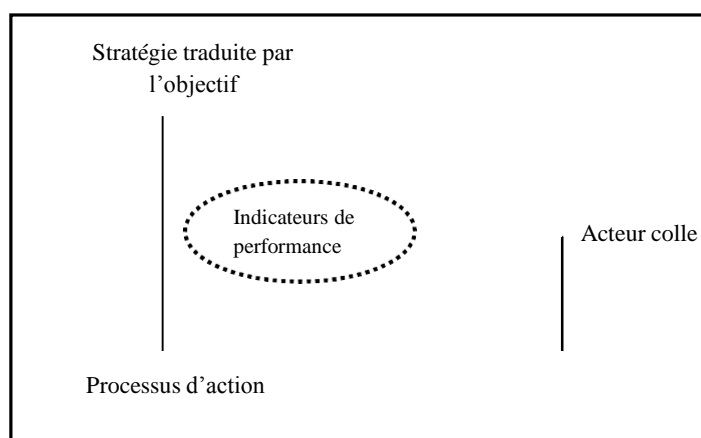 Stratégie traduite par
l’objectif
Indicateurs de
performance
Acteur colle
Processus d’action